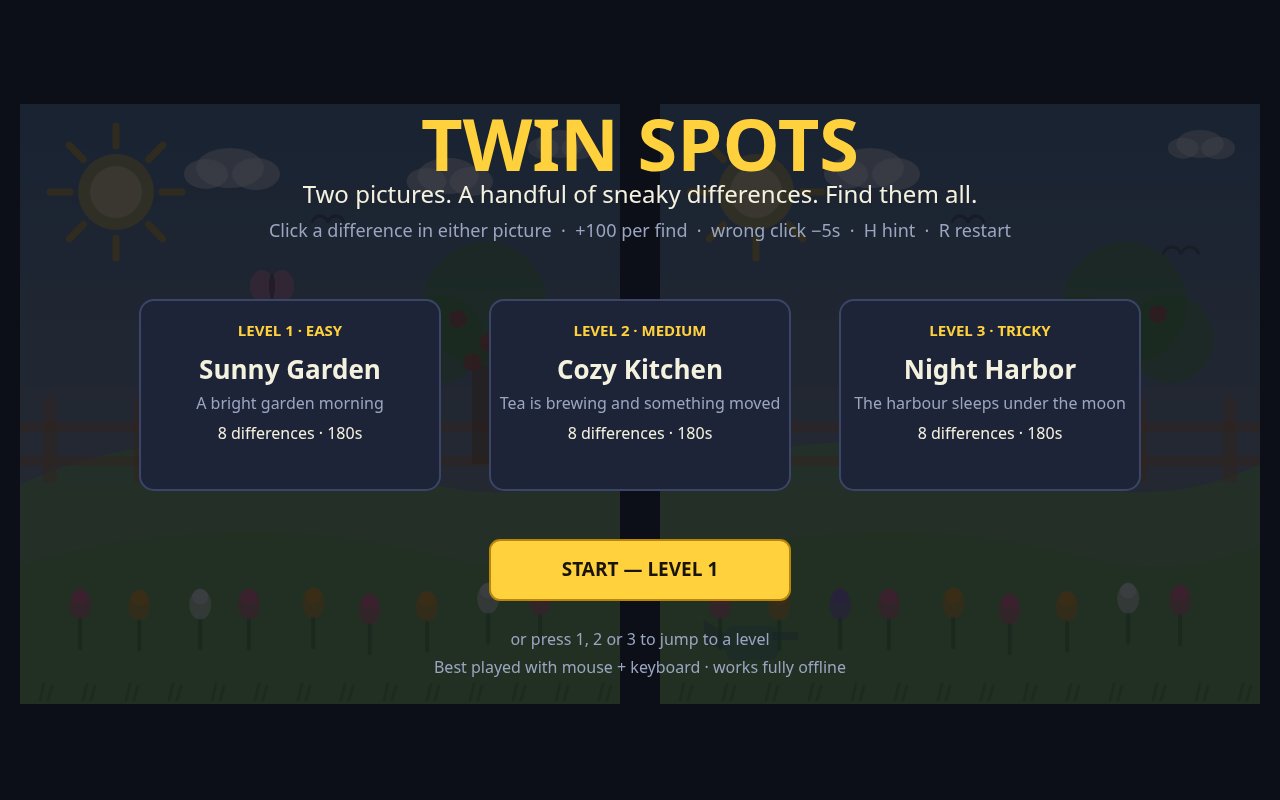 TWIN SPOTS
Two pictures. A handful of sneaky differences. Find them all.
Click a difference in either picture · +100 per find · wrong click −5s · H hint · R restart
LEVEL 1 · EASY
Sunny Garden
A bright garden morning
8 differences · 180s
LEVEL 2 · MEDIUM
Cozy Kitchen
Tea is brewing and something moved
8 differences · 180s
LEVEL 3 · TRICKY
Night Harbor
The harbour sleeps under the moon
8 differences · 180s
START — LEVEL 1
or press 1, 2 or 3 to jump to a level
Best played with mouse + keyboard · works fully offline